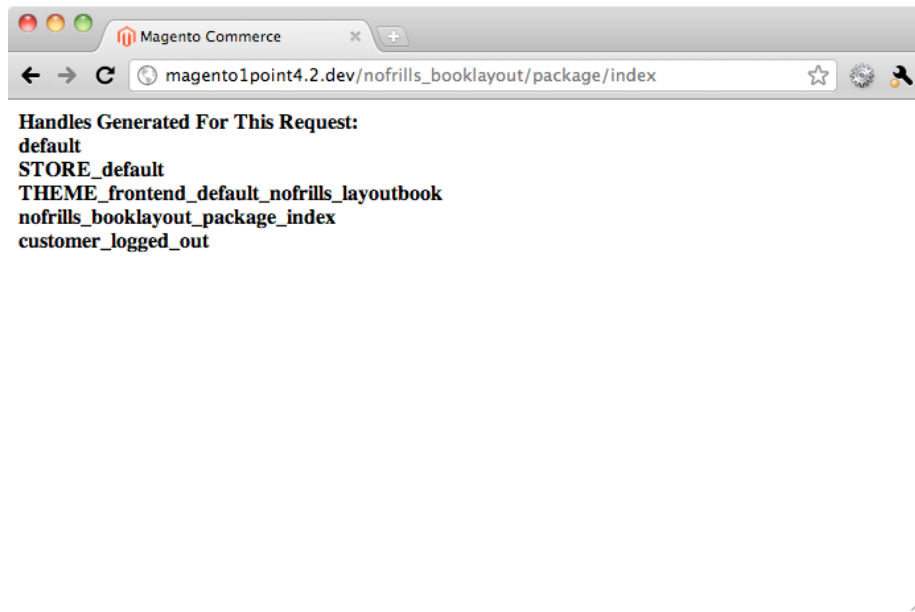 Magento Commerce
magento1point4.2.dev/nofrills_booklayout/package/index
Handles Generated For This Request:
default
STORE_default
THEME_frontend_default_nofrills_layoutbook
nofrills_booklayout_package_index
customer_logged_out